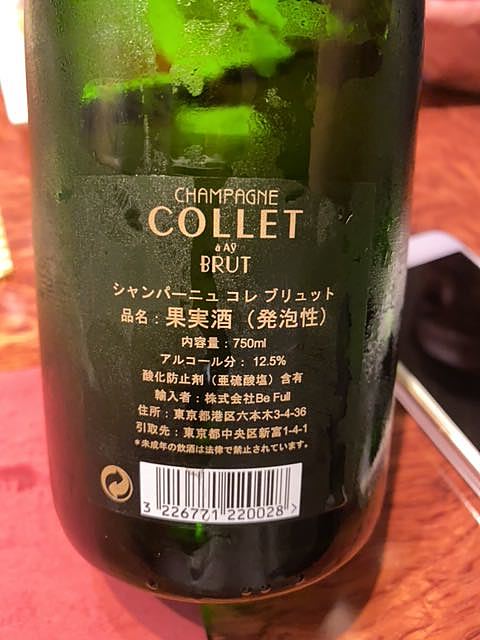 CHAMPAGNE
COLLET
à AŸ
BRUT
シャンパーニュ コレ ブリュット
品名：果実酒（発泡性）
内容量：750ml
アルコール分： 12.5%
酸化防止剤（亜硫酸塩）含有
輸入者：株式会社Be Full
住所：東京都港区六本木3-4-36
引取先：東京都中央区新富1-4-1
*未成年の飲酒は法律で禁止されています。
3 226771 220028 >